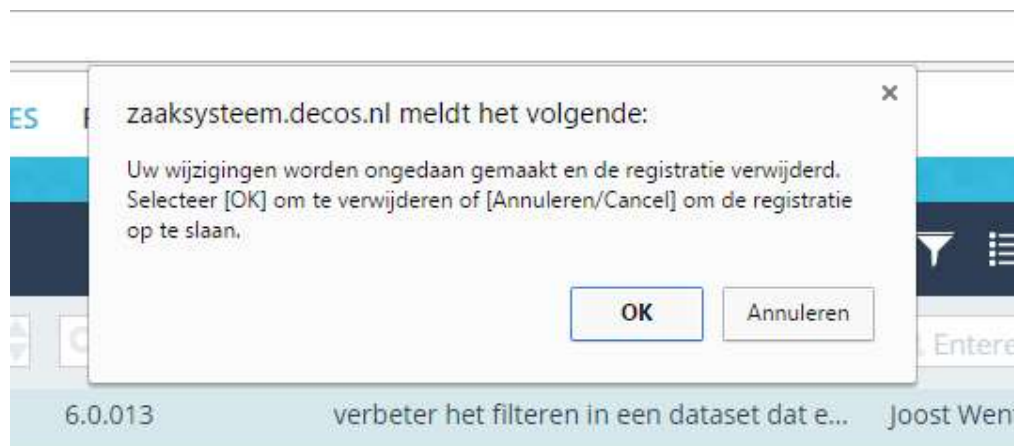 ES
zaaksysteem.decos.nl meldt het volgende:
Uw wijzigingen worden ongedaan gemaakt en de registratie verwijderd.
Selecteer [OK] om te verwijderen of [Annuleren/Cancel] om de registratie
op te slaan.
OK Annuleren
Entere
6.0.013 verbeter het filteren in een dataset dat e... Joost Went